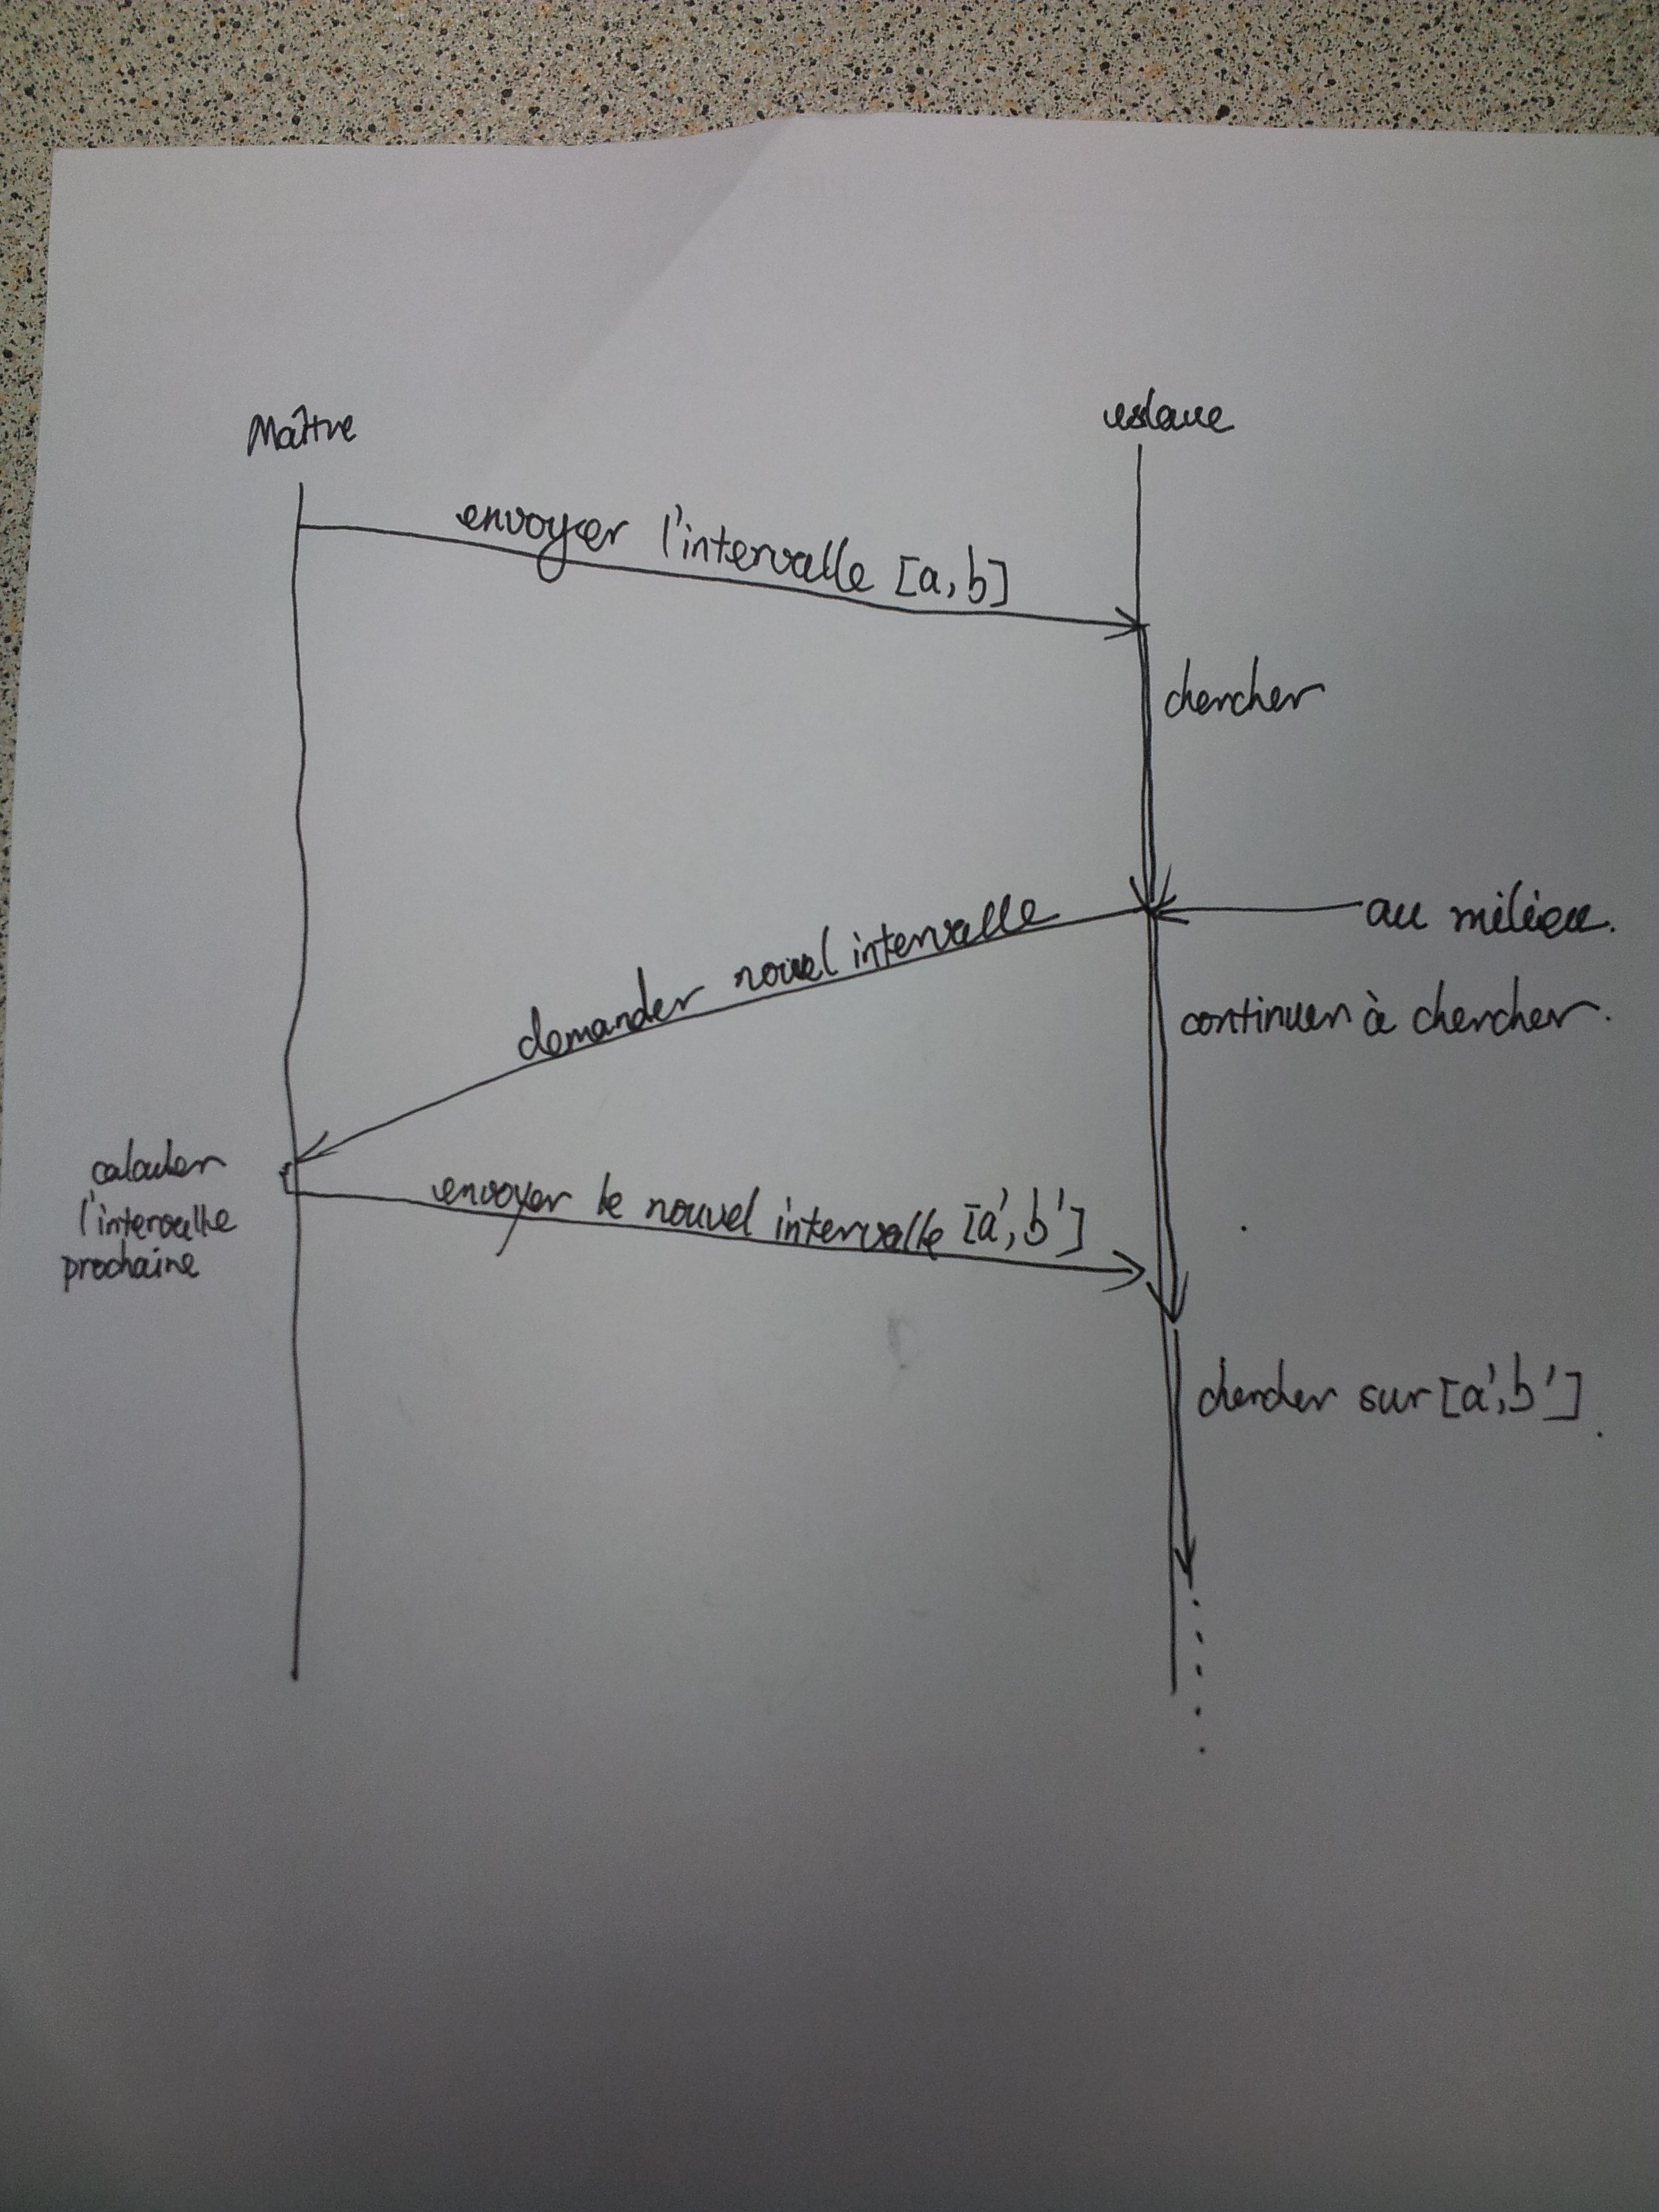 Maître
esclave
envoyer l'intervalle [a, b]
chercher
au milieu.
demander nouvel intervalle
continuer à chercher.
calculer
l'intervalle
prochaine
envoyer le nouvel intervalle [a', b']
chercher sur [a', b'].